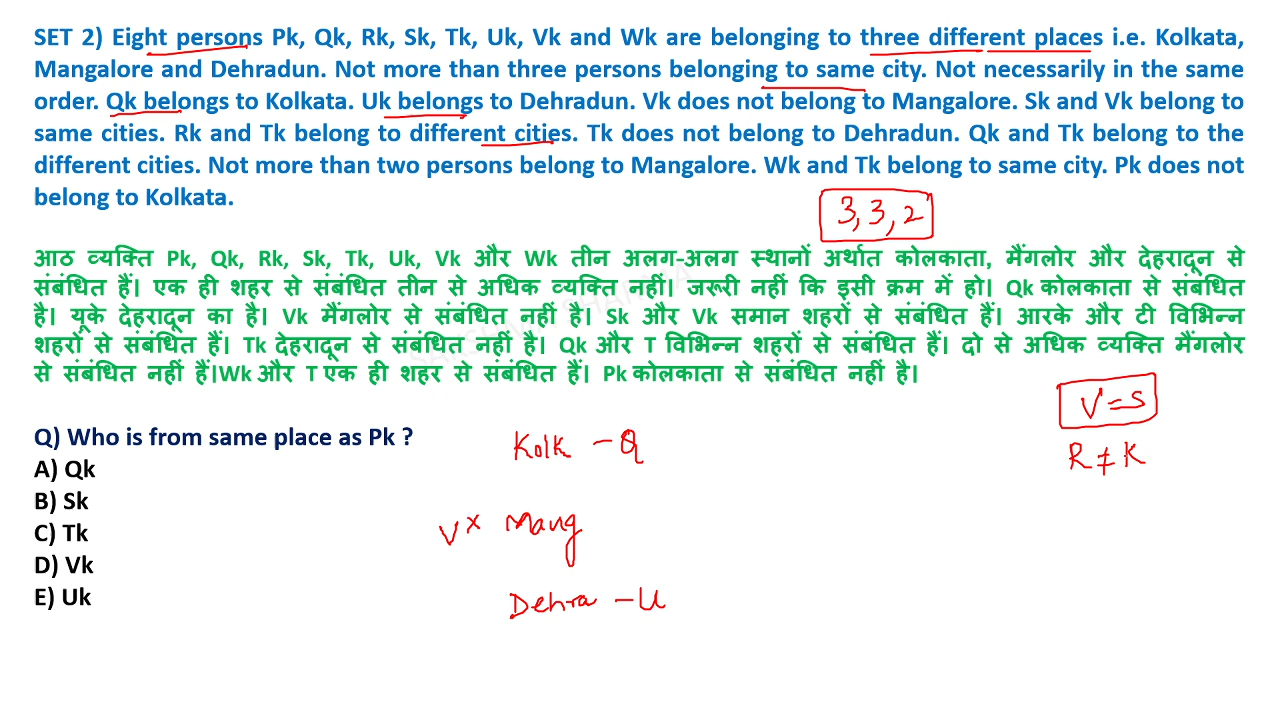 SET 2) Eight persons Pk, Qk, Rk, Sk, Tk, Uk, Vk and Wk are belonging to three different places i.e. Kolkata,
Mangalore and Dehradun. Not more than three persons belonging to same city. Not necessarily in the same
order. Qk belongs to Kolkata. Uk belongs to Dehradun. Vk does not belong to Mangalore. Sk and Vk belong to
same cities. Rk and Tk belong to different cities. Tk does not belong to Dehradun. Qk and Tk belong to the
different cities. Not more than two persons belong to Mangalore. Wk and Tk belong to same city. Pk does not
belong to Kolkata.
3, 3, 2
आठ व्यक्ति Pk, Qk, Rk, Sk, Tk, Uk, Vk और Wk तीन अलग-अलग स्थानों अर्थात कोलकाता, मैंगलोर और देहरादून से
संबंधित हैं। एक ही शहर से संबंधित तीन से अधिक व्यक्ति नहीं। जरूरी नहीं कि इसी क्रम में हो। Qk कोलकाता से संबंधित
है। यूके देहरादून का है। Vk मैंगलोर से संबंधित नहीं है। Sk और Vk समान शहरों से संबंधित हैं। आरके और टी विभिन्न
शहरों से संबंधित हैं। Tk देहरादून से संबंधित नहीं है। Qk और T विभिन्न शहरों से संबंधित हैं। दो से अधिक व्यक्ति मैंगलोर
से संबंधित नहीं हैं।Wk और T एक ही शहर से संबंधित हैं। Pk कोलकाता से संबंधित नहीं है।
V = S
R ≠ K
Q) Who is from same place as Pk ?
A) Qk
B) Sk
C) Tk
D) Vk
E) Uk
Kolk - Q
V× Mang
Dehra - U